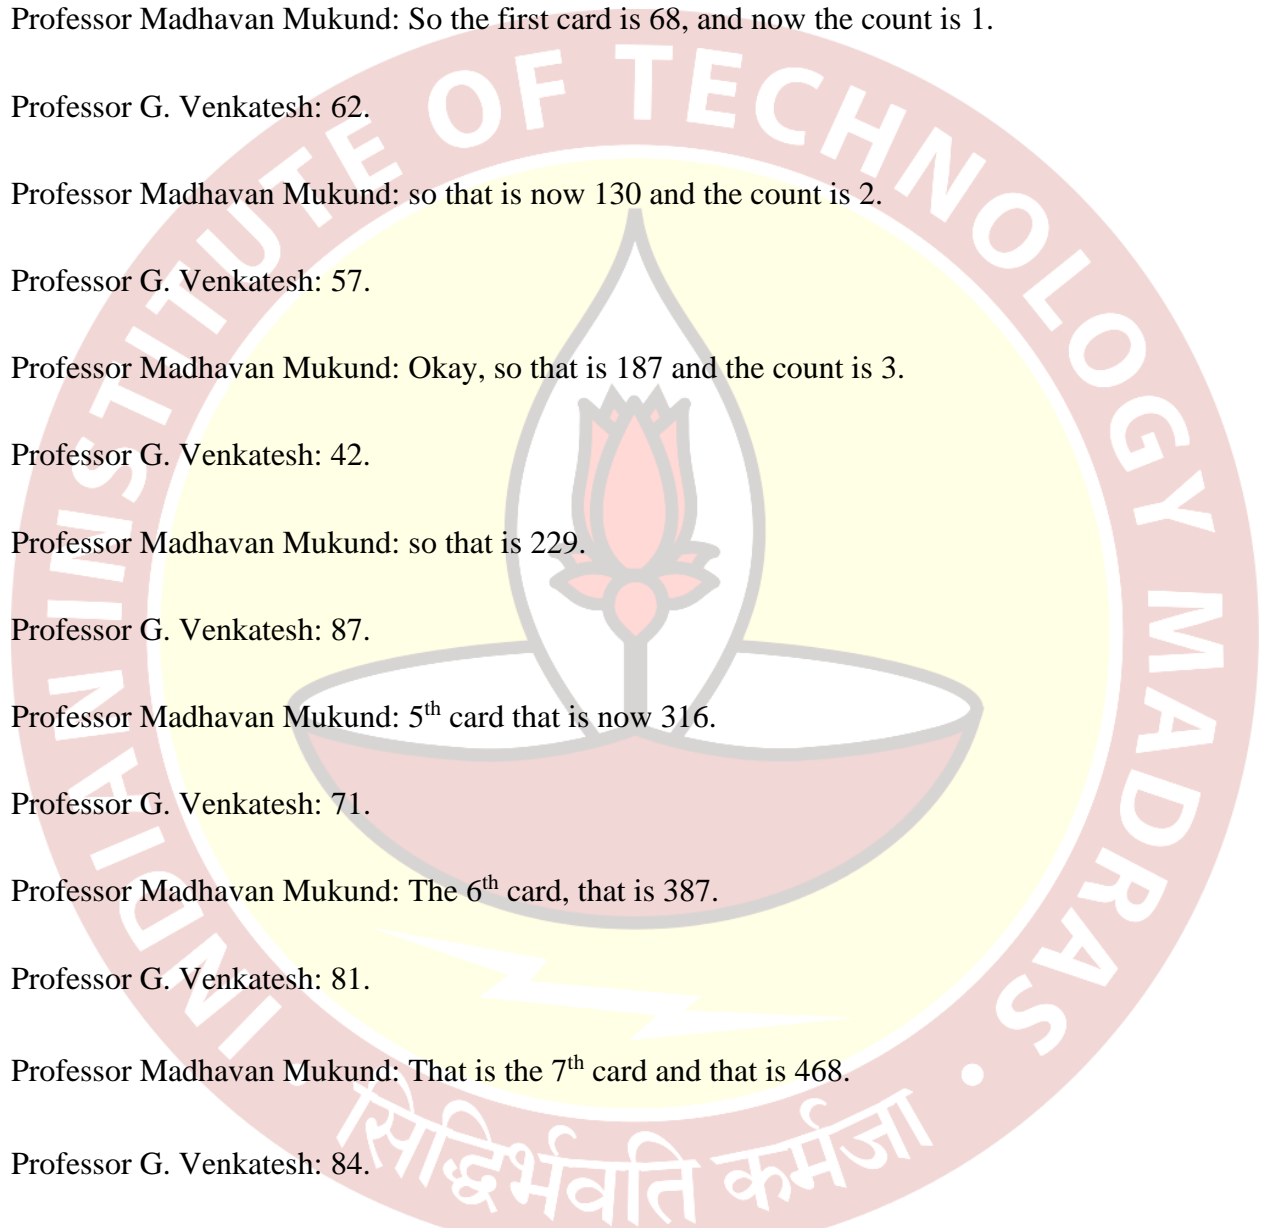 Professor Madhavan Mukund: So the first card is 68, and now the count is 1.
Professor G. Venkatesh: 62.
Professor Madhavan Mukund: so that is now 130 and the count is 2.
Professor G. Venkatesh: 57.
Professor Madhavan Mukund: Okay, so that is 187 and the count is 3.
Professor G. Venkatesh: 42.
Professor Madhavan Mukund: so that is 229.
Professor G. Venkatesh: 87.
Professor Madhavan Mukund: 5th card that is now 316.
Professor G. Venkatesh: 71.
Professor Madhavan Mukund: The 6th card, that is 387.
Professor G. Venkatesh: 81.
Professor Madhavan Mukund: That is the 7th card and that is 468.
Professor G. Venkatesh: 84.
INDIAN INSTITUTE OF TECHNOLOGY MADRAS
सिद्धिर्भवति कर्मजा